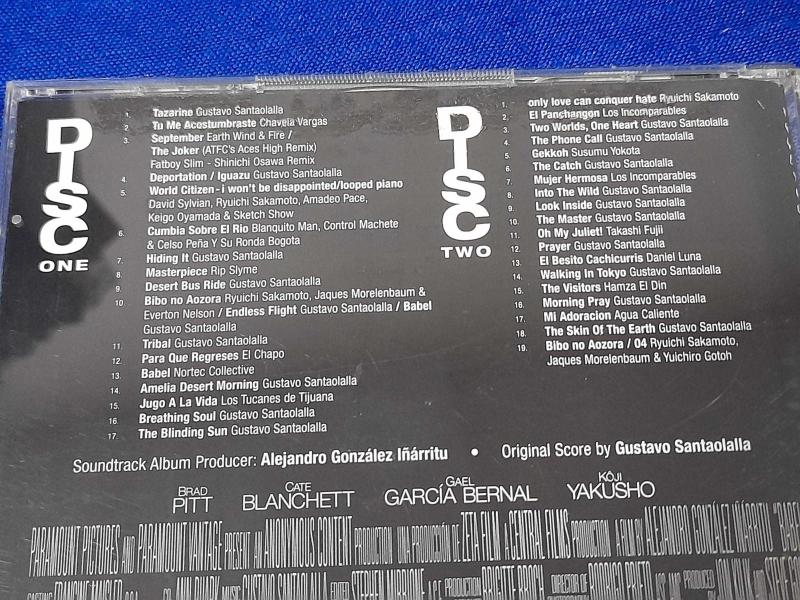 DISC
ONE
1. Tazarine Gustavo Santaolalla
2. Tu Me Acostumbraste Chavela Vargas
3. September Earth Wind & Fire /
The Joker (ATFC's Aces High Remix)
Fatboy Slim - Shinichi Osawa Remix
4. Deportation / Iguazu Gustavo Santaolalla
5. World Citizen - i won't be disappointed/looped piano
David Sylvian, Ryuichi Sakamoto, Amadeo Pace,
Keigo Oyamada & Sketch Show
6. Cumbia Sobre El Rio Blanquito Man, Control Machete
& Celso Peña Y Su Ronda Bogota
7. Hiding It Gustavo Santaolalla
8. Masterpiece Rip Slyme
9. Desert Bus Ride Gustavo Santaolalla
10. Bibo no Aozora Ryuichi Sakamoto, Jaques Morelenbaum &
Everton Nelson / Endless Flight Gustavo Santaolalla / Babel
Gustavo Santaolalla
11. Tribal Gustavo Santaolalla
12. Para Que Regreses El Chapo
13. Babel Nortec Collective
14. Amelia Desert Morning Gustavo Santaolalla
15. Jugo A La Vida Los Tucanes de Tijuana
16. Breathing Soul Gustavo Santaolalla
17. The Blinding Sun Gustavo Santaolalla
DISC
TWO
1. only love can conquer hate Ryuichi Sakamoto
2. El Panchangon Los Incomparables
3. Two Worlds, One Heart Gustavo Santaolalla
4. The Phone Call Gustavo Santaolalla
5. Gekkoh Susumu Yokota
6. The Catch Gustavo Santaolalla
7. Mujer Hermosa Los Incomparables
8. Into The Wild Gustavo Santaolalla
9. Look Inside Gustavo Santaolalla
10. The Master Gustavo Santaolalla
11. Oh My Juliet! Takashi Fujii
12. Prayer Gustavo Santaolalla
13. El Besito Cachicurris Daniel Luna
14. Walking In Tokyo Gustavo Santaolalla
15. The Visitors Hamza El Din
16. Morning Pray Gustavo Santaolalla
17. Mi Adoracion Agua Caliente
18. The Skin Of The Earth Gustavo Santaolalla
19. Bibo no Aozora / 04 Ryuichi Sakamoto,
Jaques Morelenbaum & Yuichiro Gotoh
Soundtrack Album Producer: Alejandro González Iñárritu • Original Score by Gustavo Santaolalla
BRAD PITT CATE BLANCHETT GAEL GARCÍA BERNAL KÔJI YAKUSHO
PARAMOUNT PICTURES AND PARAMOUNT VANTAGE PRESENT AN ANONYMOUS CONTENT PRODUCTION UNA PRODUCCIÓN DE ZETA FILM A CENTRAL FILMS PRODUCTION A FILM BY ALEJANDRO GONZÁLEZ IÑÁRRITU